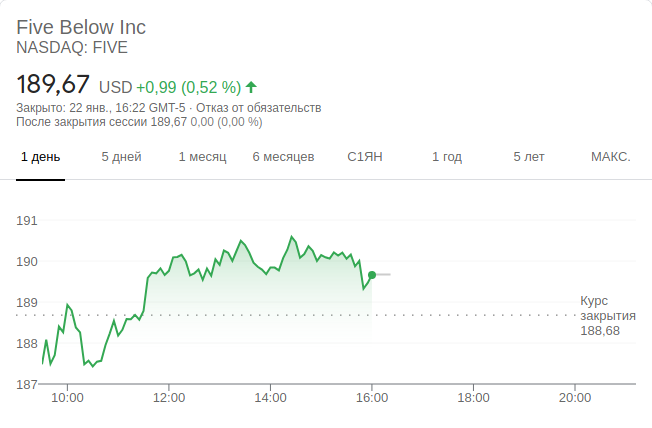 Five Below Inc
NASDAQ: FIVE
189,67 USD +0,99 (0,52 %)
Закрыто: 22 янв., 16:22 GMT-5 · Отказ от обязательств
После закрытия сессии 189,67 0,00 (0,00 %)
1 день 5 дней 1 месяц 6 месяцев С1ЯН 1 год 5 лет МАКС.
191
190
189
Курс
закрытия
188,68
188
187
10:00 12:00 14:00 16:00 18:00 20:00